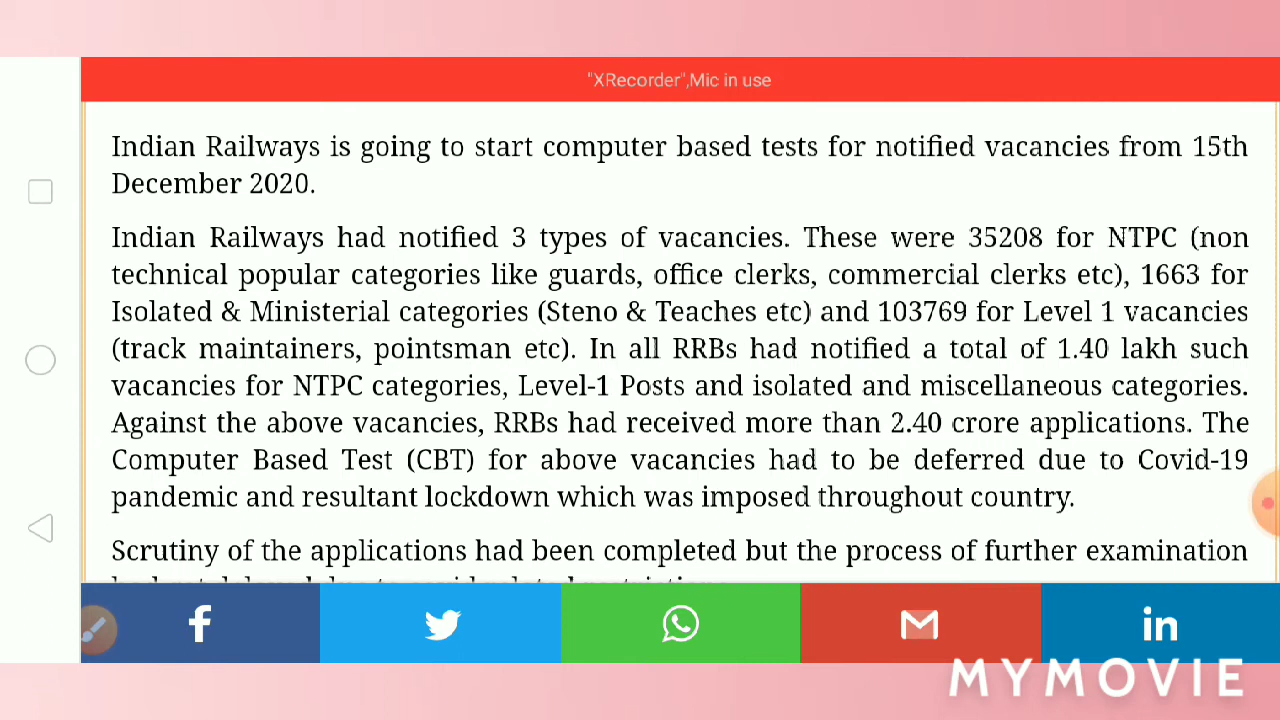 "XRecorder",Mic in use
Indian Railways is going to start computer based tests for notified vacancies from 15th
December 2020.
Indian Railways had notified 3 types of vacancies. These were 35208 for NTPC (non
technical popular categories like guards, office clerks, commercial clerks etc), 1663 for
Isolated & Ministerial categories (Steno & Teaches etc) and 103769 for Level 1 vacancies
(track maintainers, pointsman etc). In all RRBs had notified a total of 1.40 lakh such
vacancies for NTPC categories, Level-1 Posts and isolated and miscellaneous categories.
Against the above vacancies, RRBs had received more than 2.40 crore applications. The
Computer Based Test (CBT) for above vacancies had to be deferred due to Covid-19
pandemic and resultant lockdown which was imposed throughout country.
Scrutiny of the applications had been completed but the process of further examination
MYMOVIE